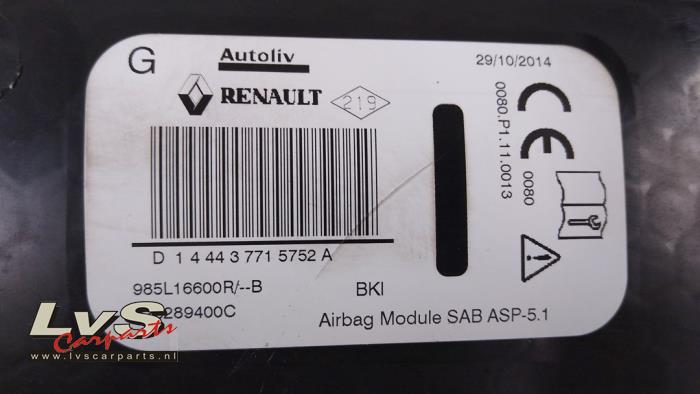 G
Autoliv
RENAULT
219
29/10/2014
0080.P1.11.0013
0080
D 1 4 44 3 771 5752 A
985L16600R/--B
BKI
289400C
Airbag Module SAB ASP-5.1
LvS
Carparts
www.lvscarparts.nl